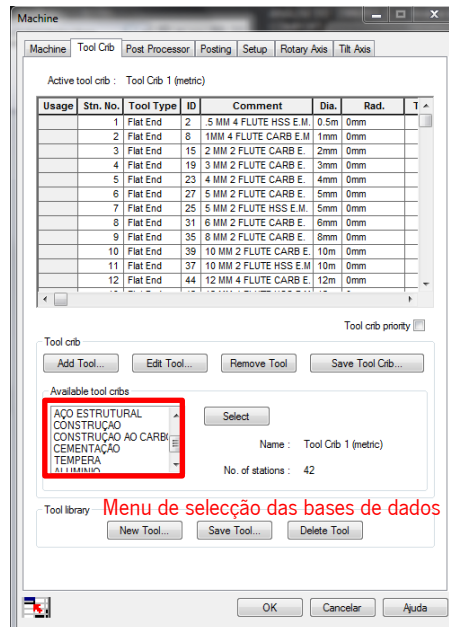 Machine
Machine Tool Crib Post Processor Posting Setup Rotary Axis Tilt Axis
Active tool crib : Tool Crib 1 (metric)
Usage Stn. No. Tool Type ID Comment Dia. Rad. T
1 Flat End 2 .5 MM 4 FLUTE HSS E.M. 0.5m 0mm
2 Flat End 8 1MM 4 FLUTE CARB E.M 1mm 0mm
3 Flat End 15 2 MM 2 FLUTE CARB E. 2mm 0mm
4 Flat End 19 3 MM 2 FLUTE CARB E. 3mm 0mm
5 Flat End 23 4 MM 2 FLUTE CARB E. 4mm 0mm
6 Flat End 27 5 MM 2 FLUTE CARB E. 5mm 0mm
7 Flat End 25 5 MM 2 FLUTE HSS E.M. 5mm 0mm
8 Flat End 31 6 MM 2 FLUTE CARB E. 6mm 0mm
9 Flat End 35 8 MM 2 FLUTE CARB E. 8mm 0mm
10 Flat End 39 10 MM 2 FLUTE CARB E. 10m 0mm
11 Flat End 37 10 MM 2 FLUTE HSS E.M 10m 0mm
12 Flat End 44 12 MM 4 FLUTE CARB E. 12m 0mm
Tool crib priority
Tool crib
Add Tool... Edit Tool... Remove Tool Save Tool Crib...
Available tool cribs
AÇO ESTRUTURAL
CONSTRUÇAO
CONSTRUÇAO AO CARB
CEMENTAÇAO
TEMPERA
ALUMINIO
Select
Name : Tool Crib 1 (metric)
No. of stations : 42
Menu de selecção das bases de dados
Tool library
New Tool... Save Tool... Delete Tool
OK Cancelar Ajuda